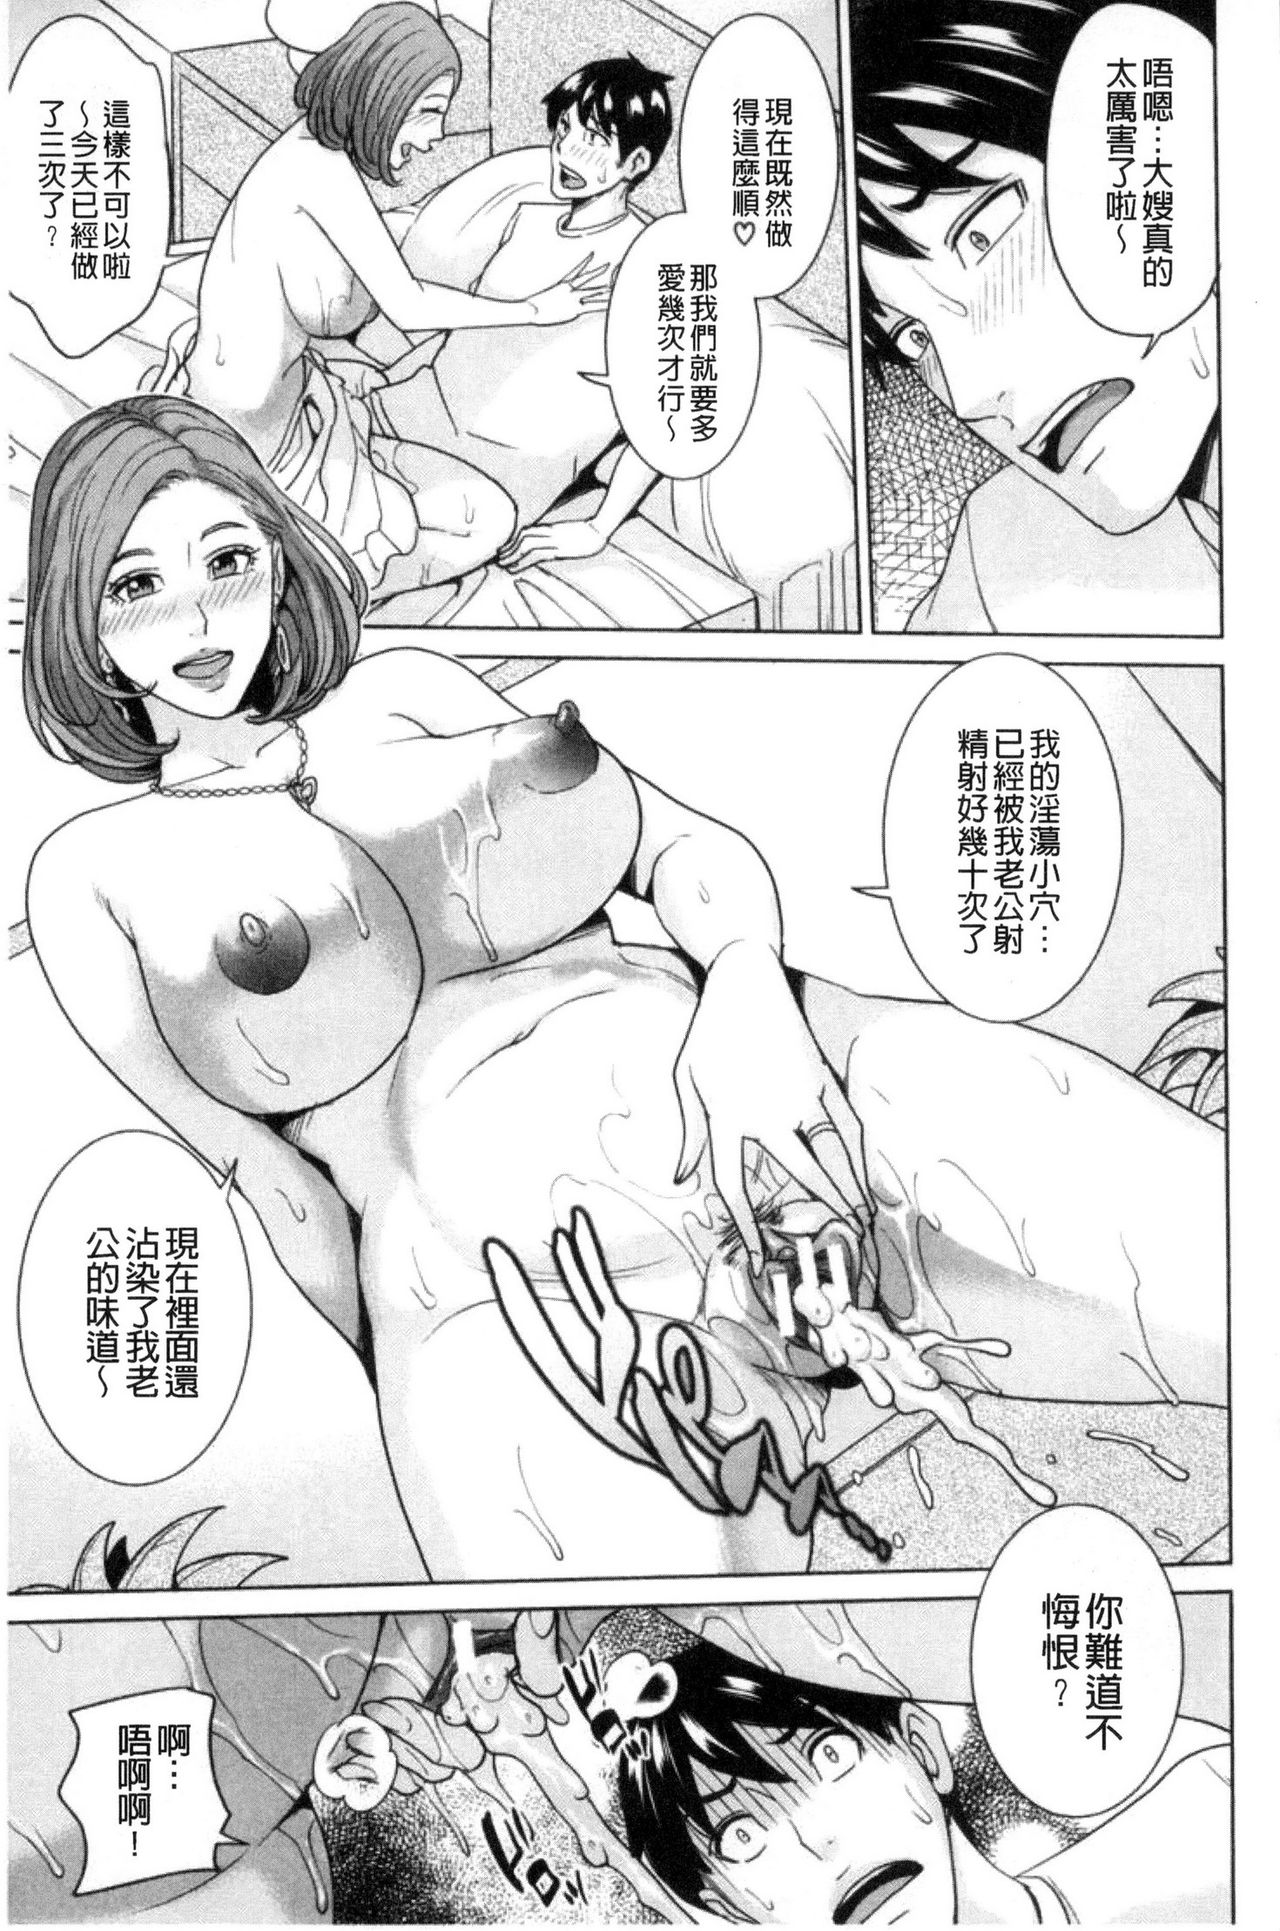 唔嗯…大嫂真的
太厲害了啦～
現在既然做
得這麼順♡
那我們就要多
愛幾次才行～
這樣不可以啦
～今天已經做
了三次了？
我的淫蕩小穴…
已經被我老公射
精射好幾十次了
現在裡面還
沾染了我老
公的味道～
你難道不
悔恨？
啊…
唔啊啊！
ドロッ